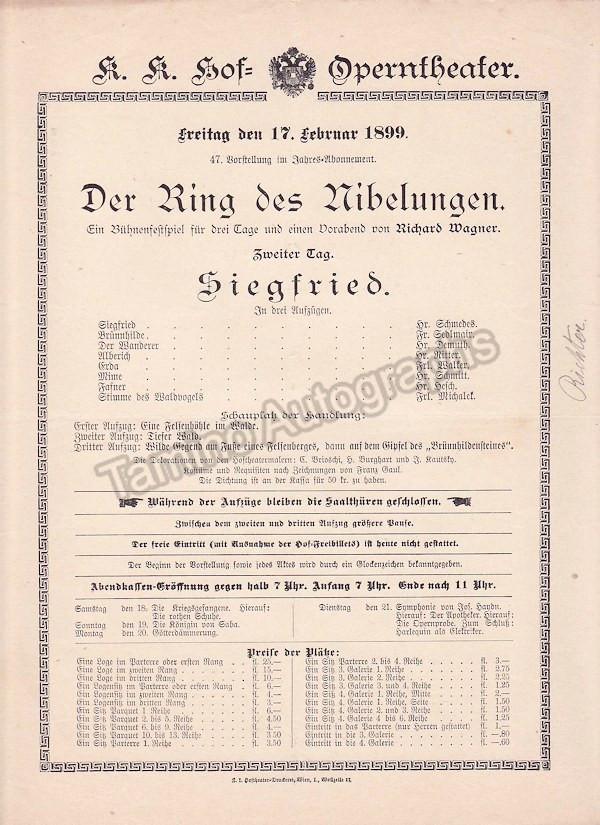 K. K. Hof= Operntheater.
Freitag den 17. Februar 1899.
47. Vorstellung im Jahres-Abonnement.
Der Ring des Nibelungen.
Ein Bühnenfestspiel für drei Tage und einen Vorabend von Richard Wagner.
Zweiter Tag.
Siegfried.
In drei Aufzügen.
Siegfried . . . . . . . . . . Hr. Schmedes.
Brünnhilde. . . . . . . . . . Fr. Sedlmair.
Der Wanderer . . . . . . . . . Hr. Demuth.
Alberich . . . . . . . . . . Hr. Ritter.
Erda . . . . . . . . . . Frl. Walker.
Mime . . . . . . . . . . Hr. Schmitt.
Fafner . . . . . . . . . . Hr. Hesch.
Stimme des Waldvogels . . . . . . . . Frl. Michalek.
Richter
Schauplatz der Handlung:
Erster Aufzug: Eine Felsenhöhle im Walde.
Zweiter Aufzug: Tiefer Wald.
Dritter Aufzug: Wilde Gegend am Fuße eines Felsenberges, dann auf dem Gipfel des „Brünnhildensteines".
Die Dekorationen von den Hoftheatermalern: C. Brioschi, H. Burghart und J. Kautsky.
Kostüme und Requisiten nach Zeichnungen von Franz Gaul.
Die Dichtung ist an der Kassa für 50 kr. zu haben.
Während der Aufzüge bleiben die Saalthüren geschlossen.
Zwischen dem zweiten und dritten Aufzug größere Pause.
Der freie Eintritt (mit Ausnahme der Hof-Freibillets) ist heute nicht gestattet.
Der Beginn der Vorstellung sowie jedes Aktes wird durch ein Glockenzeichen bekanntgegeben.
Abendkassen-Eröffnung gegen halb 7 Uhr. Anfang 7 Uhr. Ende nach 11 Uhr.
Samstag den 18. Die Kriegsgefangene. Hierauf:
Die rothen Schuhe.
Sonntag den 19. Die Königin von Saba.
Montag den 20. Götterdämmerung.
Dienstag den 21. Symphonie von Jos. Haydn.
Hierauf: Der Apotheker. Hierauf:
Die Opernprobe. Zum Schluß:
Harlequin als Elektriker.
Preise der Plätze:
Eine Loge im Parterre oder ersten Rang . fl. 25.—
Eine Loge im zweiten Rang . . . . fl. 15.—
Eine Loge im dritten Rang . . . . fl. 10.—
Ein Logensitz im Parterre oder ersten Rang . fl. 6.—
Ein Logensitz im zweiten Rang . . . . fl. 4.—
Ein Logensitz im dritten Rang . . . . fl. 3.—
Ein Sitz Parquet 1. Reihe . . . . fl. 6.—
Ein Sitz Parquet 2. bis 5. Reihe . . . fl. 4.50
Ein Sitz Parquet 6. bis 9. Reihe . . . fl. 4.—
Ein Sitz Parquet 10. bis 13. Reihe . . . fl. 3.50
Ein Sitz Parterre 1. Reihe . . . . fl. 3.50
Ein Sitz Parterre 2. bis 4. Reihe . . . fl. 3.—
Ein Sitz 3. Galerie 1. Reihe . . . . fl. 2.75
Ein Sitz 3. Galerie 2. Reihe . . . . fl. 2.25
Ein Sitz 3. Galerie 3. und 4. Reihe . . . fl. 1.25
Ein Sitz 4. Galerie 1. Reihe, Mitte . . . fl. 2.—
Ein Sitz 4. Galerie 1. Reihe, Seite . . . fl. 1.50
Ein Sitz 4. Galerie 2. und 3. Reihe . . . fl. 1.50
Ein Sitz 4. Galerie 4. bis 6. Reihe . . . fl. 1.25
Eintritt in das Parterre (nur Herren gestattet) . fl. 1.—
Eintritt in die 3. Galerie . . . . fl. —.80
Eintritt in die 4. Galerie . . . . fl. —.60
K. k. Hoftheater-Druckerei, Wien, I., Wollzeile 17.
Tamino Autographs